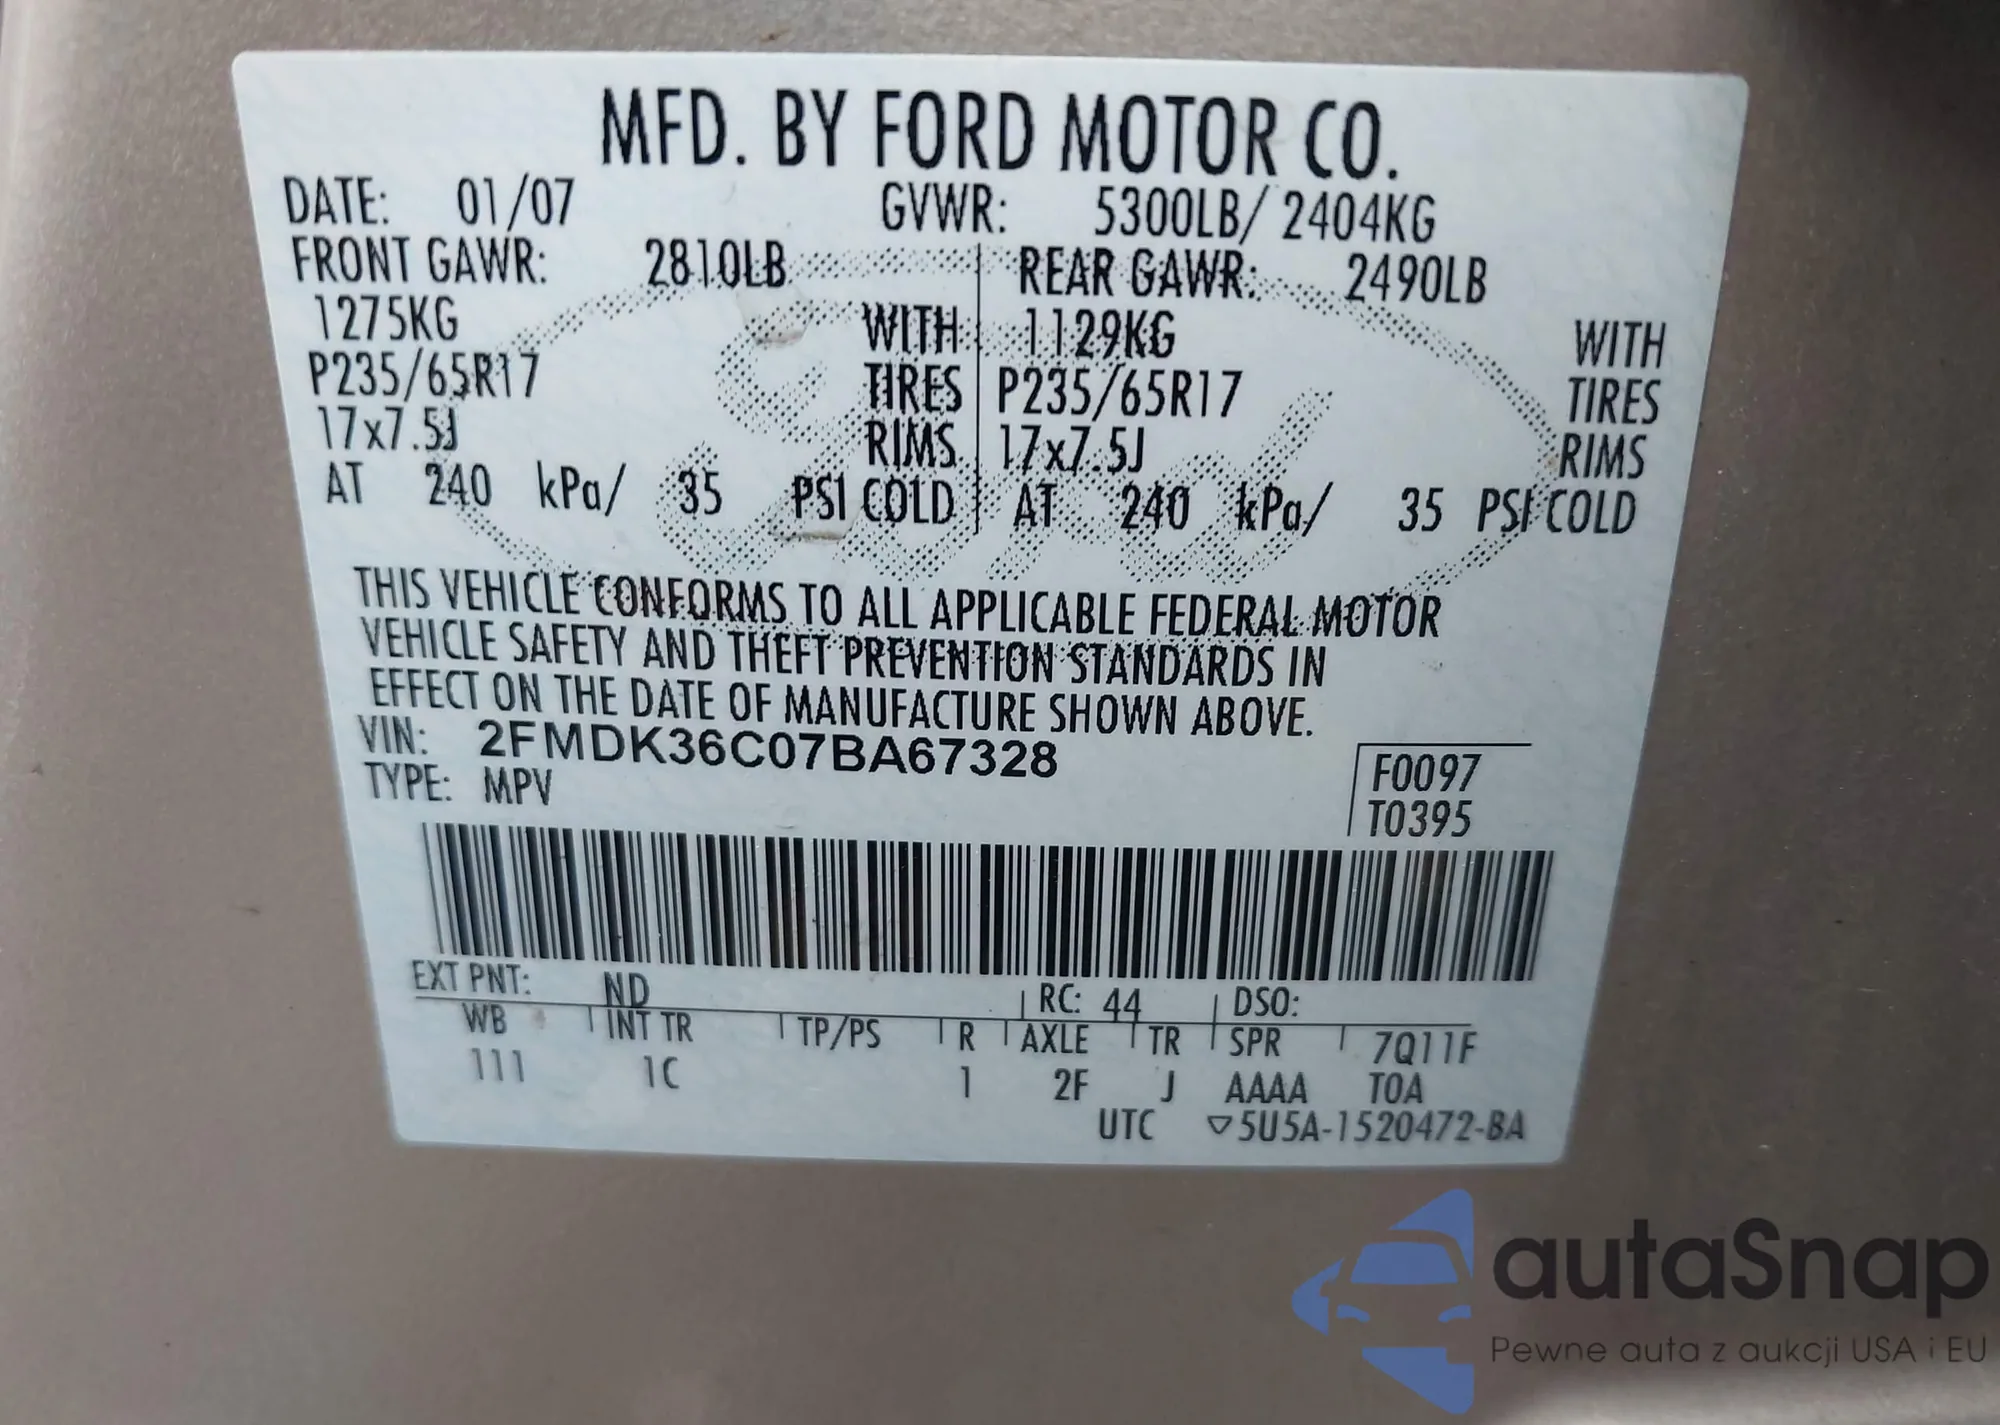 MFD. BY FORD MOTOR CO.
DATE: 01/07 GVWR: 5300LB/ 2404KG
FRONT GAWR: 2810LB REAR GAWR: 2490LB
1275KG WITH 1129KG WITH
P235/65R17 TIRES P235/65R17 TIRES
17x7.5J RIMS 17x7.5J RIMS
AT 240 kPa/ 35 PSI COLD AT 240 kPa/ 35 PSI COLD
THIS VEHICLE CONFORMS TO ALL APPLICABLE FEDERAL MOTOR
VEHICLE SAFETY AND THEFT PREVENTION STANDARDS IN
EFFECT ON THE DATE OF MANUFACTURE SHOWN ABOVE.
VIN: 2FMDK36C07BA67328
TYPE: MPV
F0097
T0395
EXT PNT: ND RC: 44 DSO:
WB INT TR TP/PS R AXLE TR SPR 7Q11F
111 1C 1 2F J AAAA TOA
UTC ▽5U5A-1520472-BA
autaSnap
Pewne auta z aukcji USA i EU